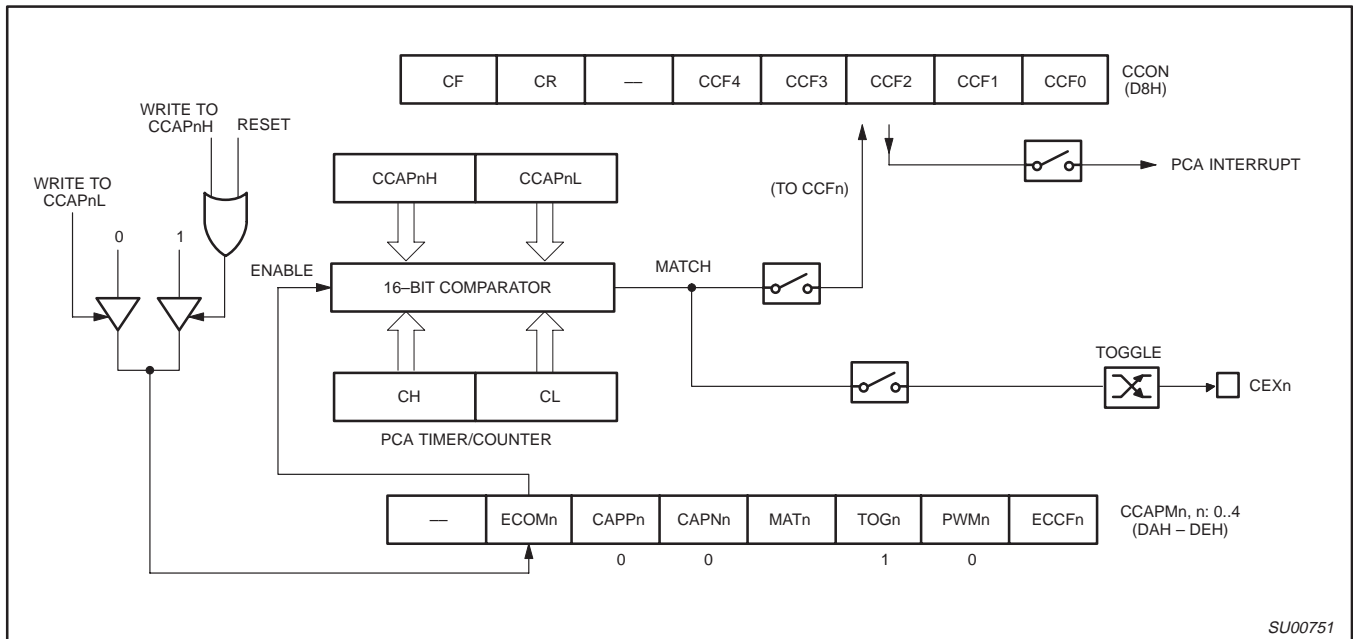 CF CR — CCF4 CCF3 CCF2 CCF1 CCF0
CCON
(D8H)
WRITE TO
CCAPnH
RESET
WRITE TO
CCAPnL
0 1
CCAPnH CCAPnL
(TO CCFn)
PCA INTERRUPT
ENABLE
16–BIT COMPARATOR
MATCH
TOGGLE
CEXn
CH CL
PCA TIMER/COUNTER
— ECOMn CAPPn CAPNn MATn TOGn PWMn ECCFn
CCAPMn, n: 0..4
(DAH – DEH)
0 0 1 0
SU00751